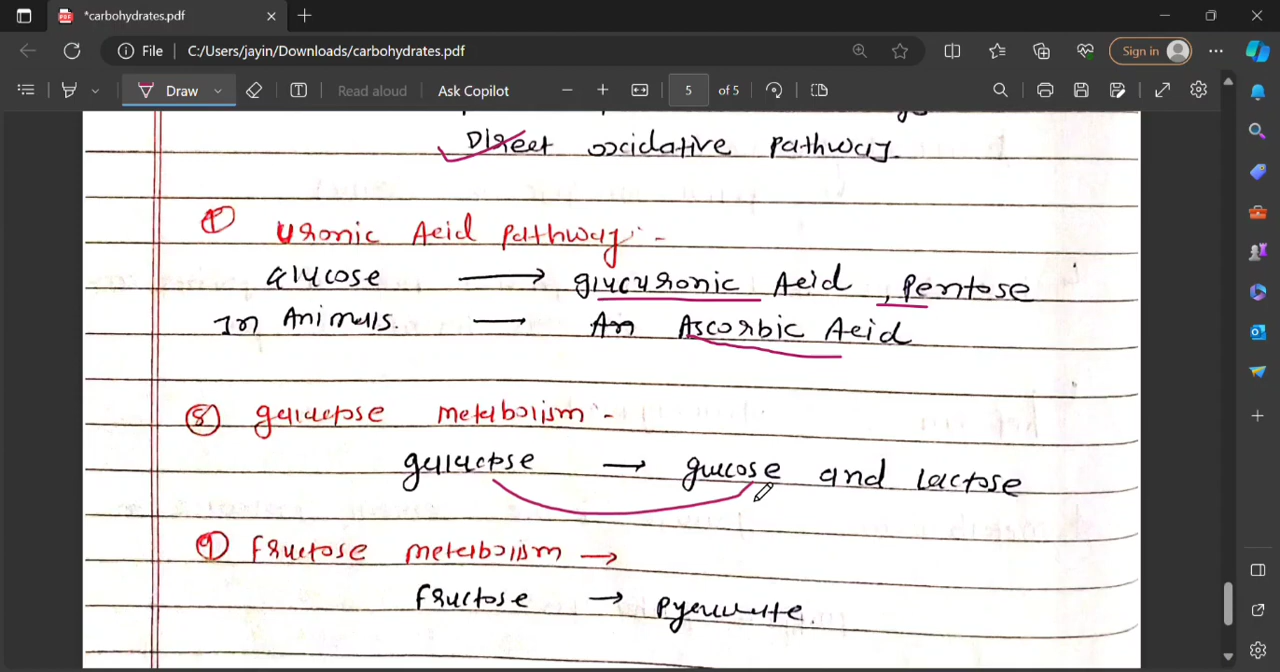 *carbohydrates.pdf
File | C:/Users/jayin/Downloads/carbohydrates.pdf
Sign in
Draw
Read aloud
Ask Copilot
5 of 5
Direct oxidative pathway
Uronic Acid pathway:-
Glucose → glucuronic Acid, Pentose
In Animals. → An Ascorbic Acid
⑧ galactose metabolism:-
galactose → glucose and Lactose
⑨ fructose metabolism →
fructose → pyruvate.